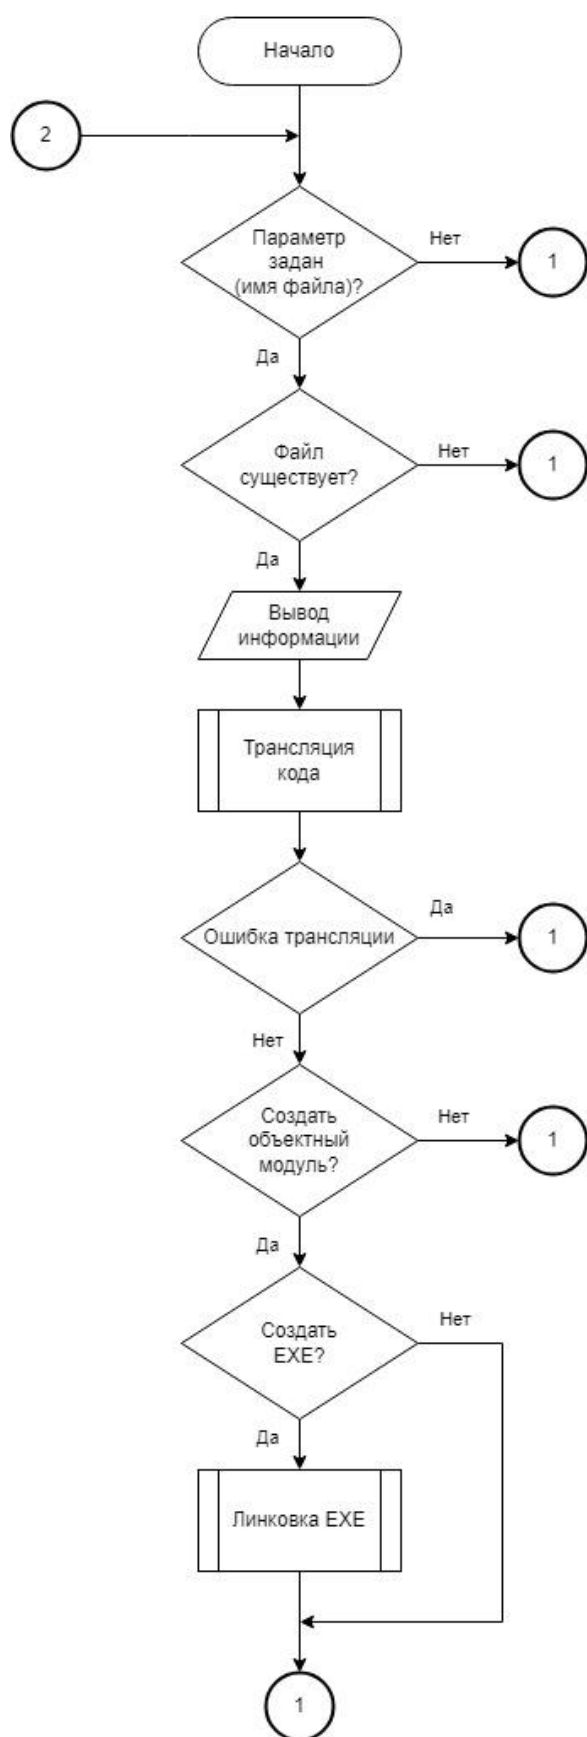 Начало
2
Параметр
задан
(имя файла)?
Нет
1
Да
Файл
существует?
Нет
1
Да
Вывод
информации
Трансляция
кода
Ошибка трансляции
Да
1
Нет
Создать
объектный
модуль?
Нет
1
Да
Создать
EXE?
Нет
Да
Линковка EXE
1